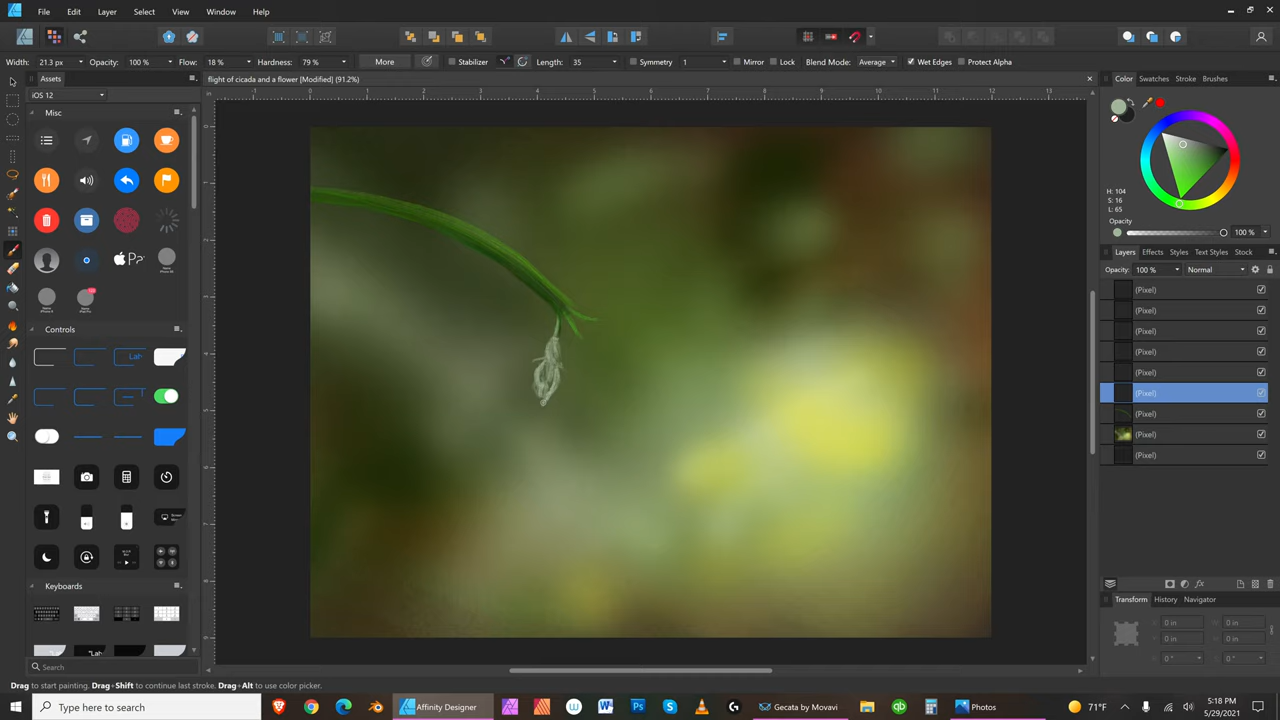 File Edit Layer Select View Window Help
Width: 21.3 px Opacity: 100 % Flow: 18 % Hardness: 79 % More Stabilizer Length: 35 Symmetry 1 Mirror Lock Blend Mode: Average Wet Edges Protect Alpha
Assets
flight of cicada and a flower [Modified] (91.2%)
Color Swatches Stroke Brushes
iOS 12
Misc
H: 104
S: 16
L: 65
Opacity
100 %
Layers Effects Styles Text Styles Stock
Opacity: 100 % Normal
(Pixel)
(Pixel)
(Pixel)
(Pixel)
(Pixel)
(Pixel)
(Pixel)
(Pixel)
(Pixel)
Controls
Keyboards
Transform History Navigator
X: 0 in W: 0 in
Y: 0 in H: 0 in
0 ° 0 °
Search
Drag to start painting. Drag+Shift to continue last stroke. Drag+Alt to use color picker.
Type here to search
Affinity Designer
Gecata by Movavi
Photos
71°F
5:18 PM
5/29/2021